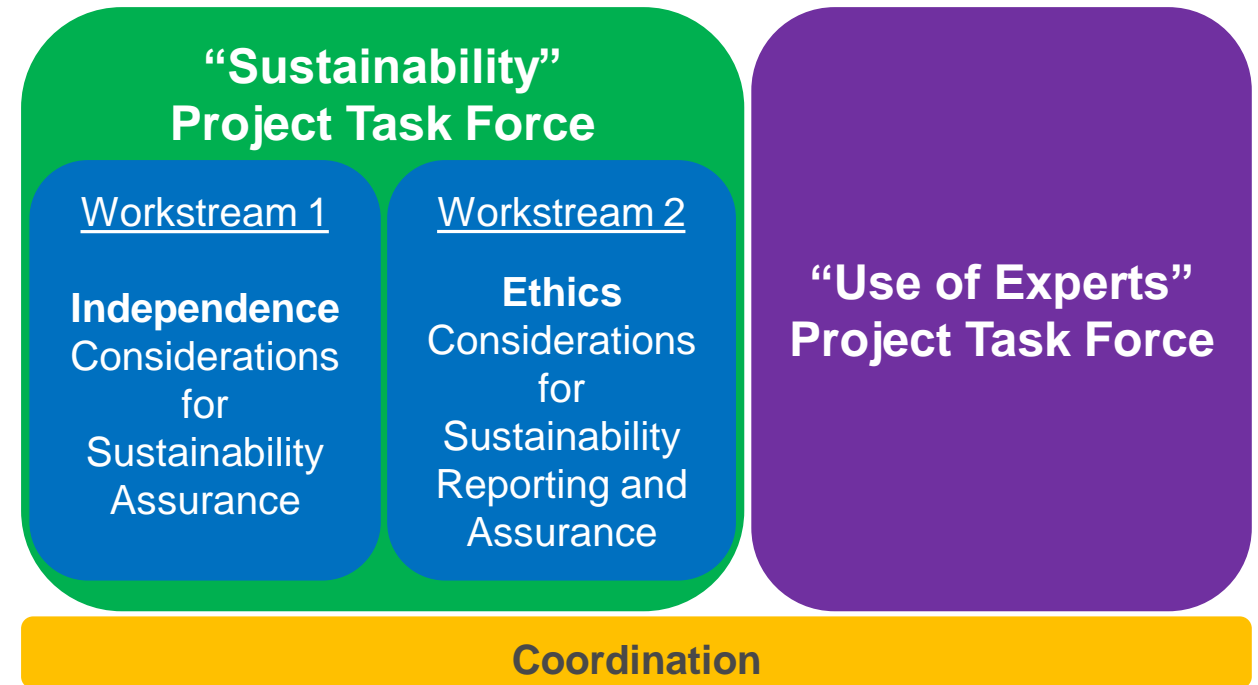 “Sustainability”
Project Task Force
Workstream 1
Independence
Considerations
for
Sustainability
Assurance
Workstream 2
Ethics
Considerations
for
Sustainability
Reporting and
Assurance
“Use of Experts”
Project Task Force
Coordination